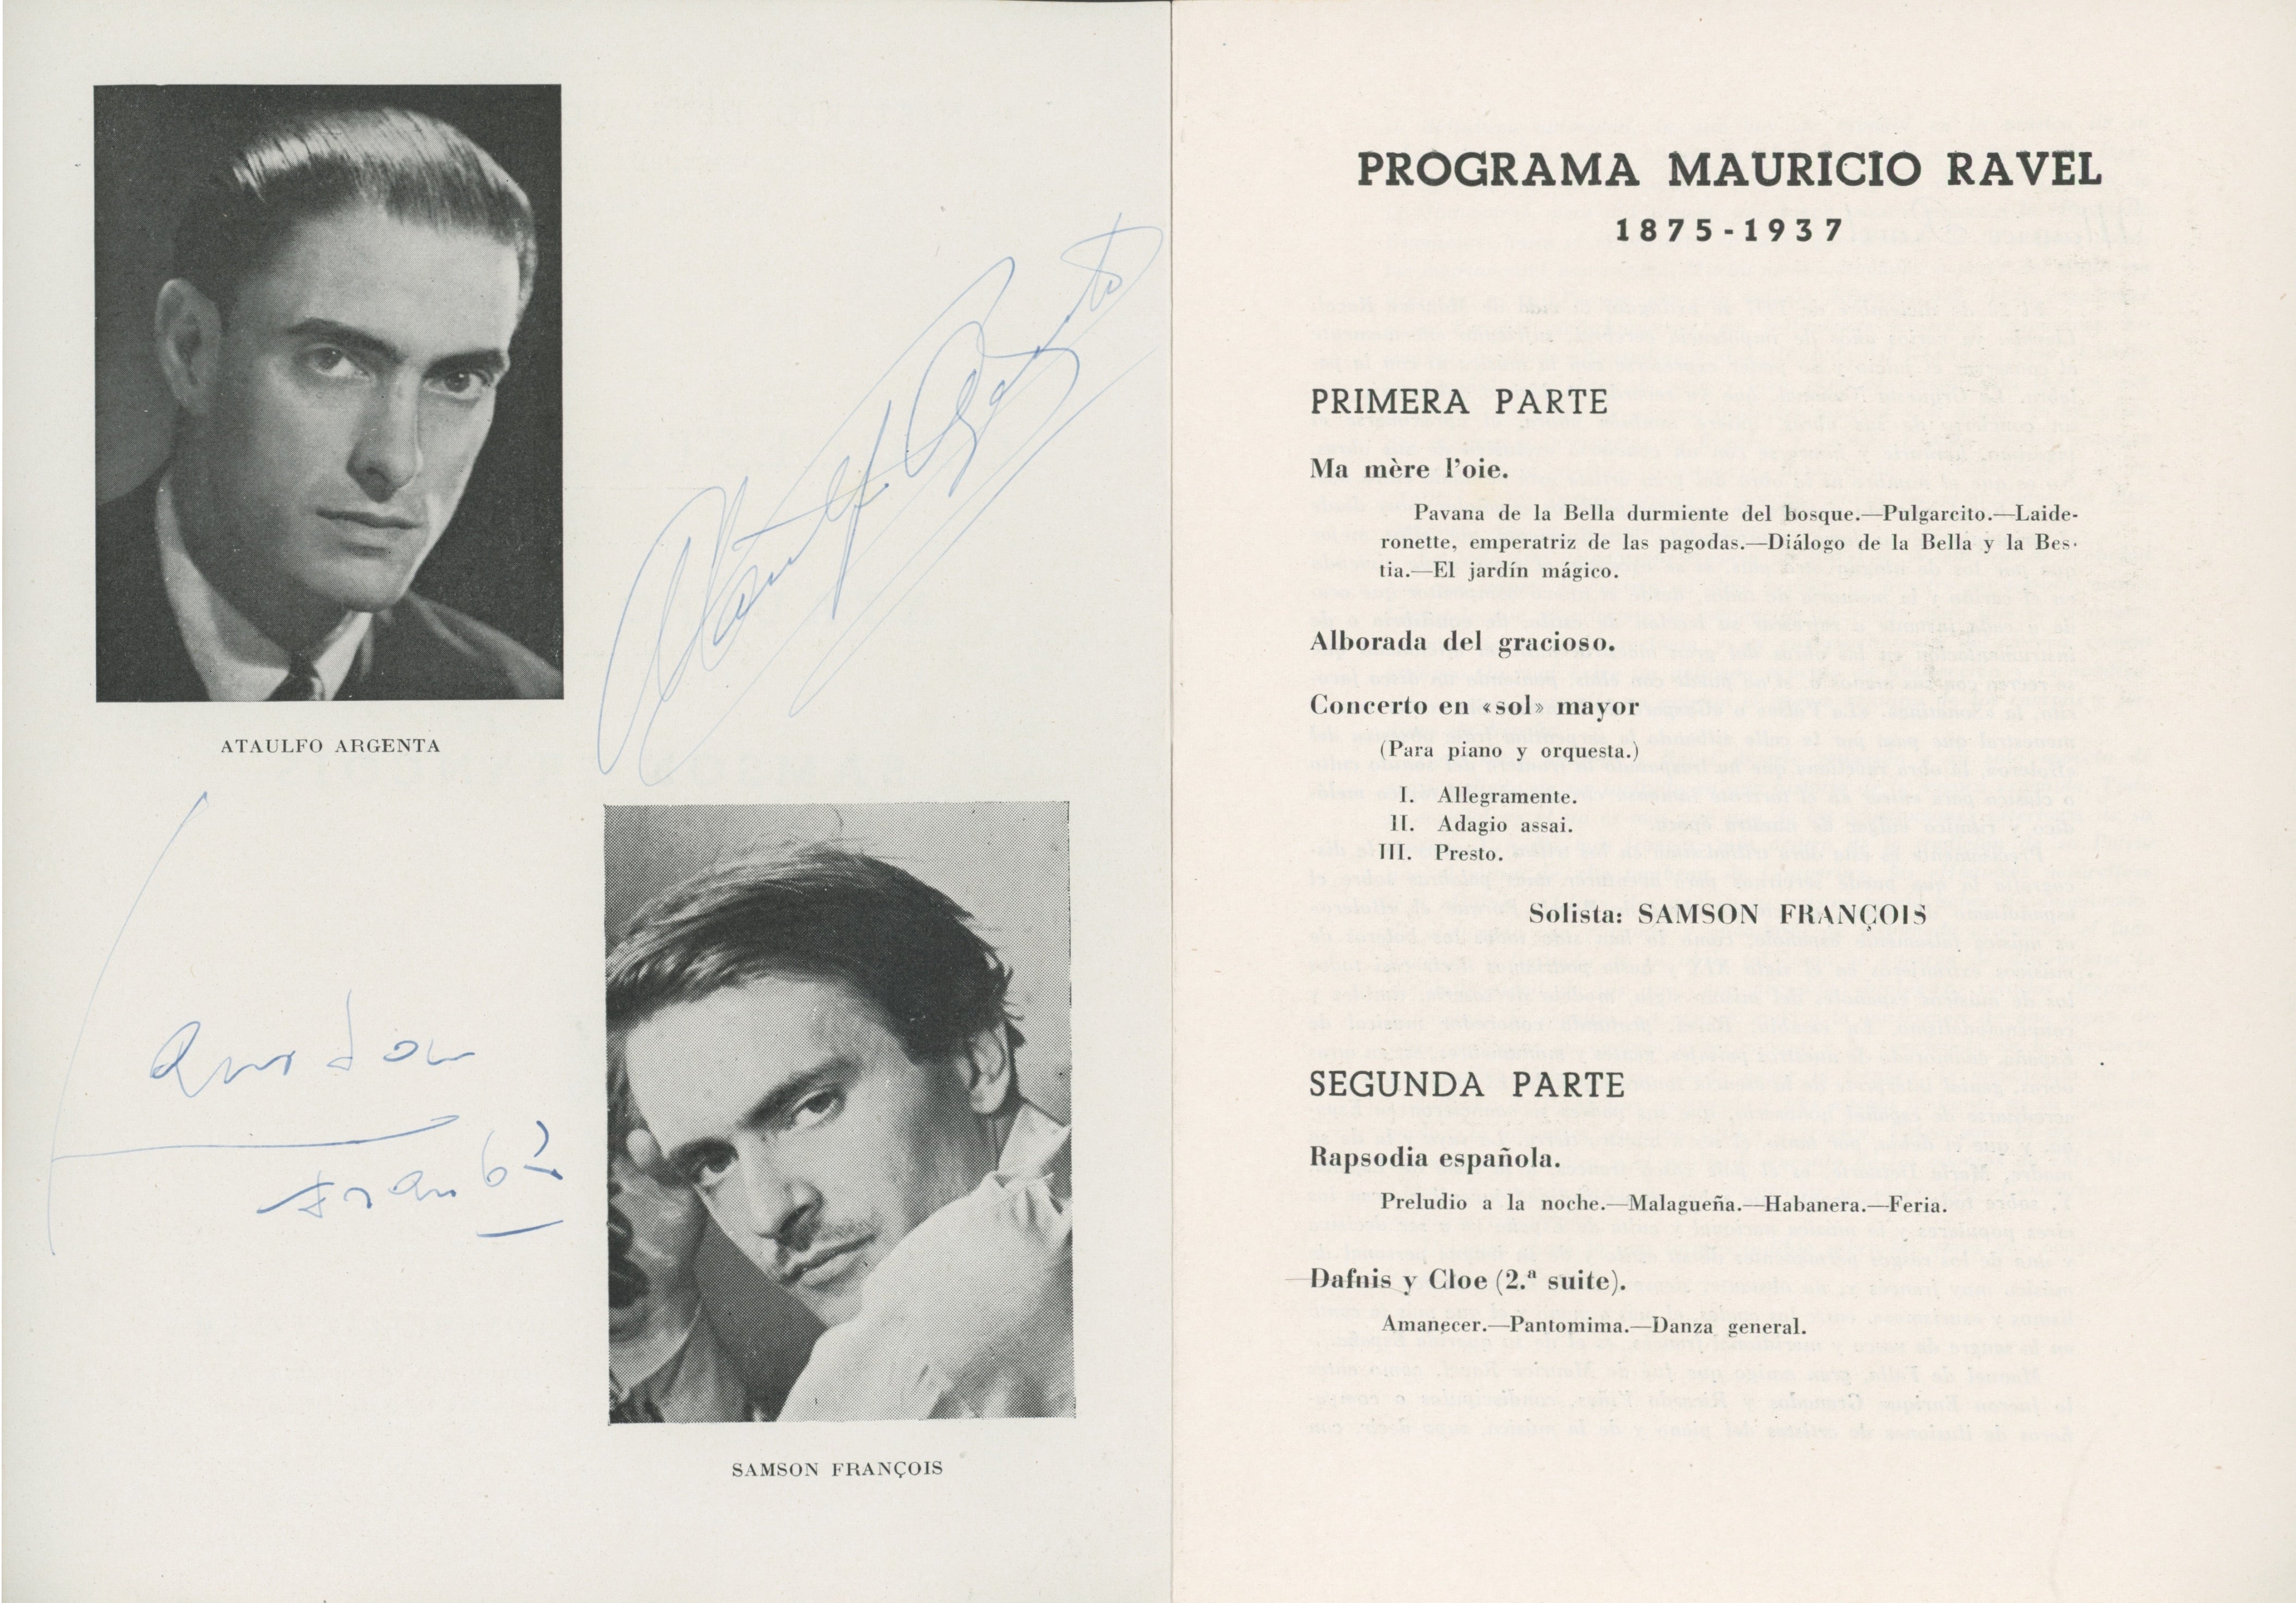 Ataulfo Argenta
ATAULFO ARGENTA
SAMSON FRANÇOIS
PROGRAMA MAURICIO RAVEL
1875-1937
PRIMERA PARTE
Ma mère l'oie.
Pavana de la Bella durmiente del bosque.—Pulgarcito.—Laide-
ronette, emperatriz de las pagodas.—Diálogo de la Bella y la Bes-
tia.—El jardín mágico.
Alborada del gracioso.
Concerto en «sol» mayor
(Para piano y orquesta.)
I. Allegramente.
II. Adagio assai.
III. Presto.
Solista: SAMSON FRANÇOIS
SEGUNDA PARTE
Rapsodia española.
Preludio a la noche.—Malagueña.—Habanera.—Feria.
Dafnis y Cloe (2.ª suite).
Amanecer.—Pantomima.—Danza general.